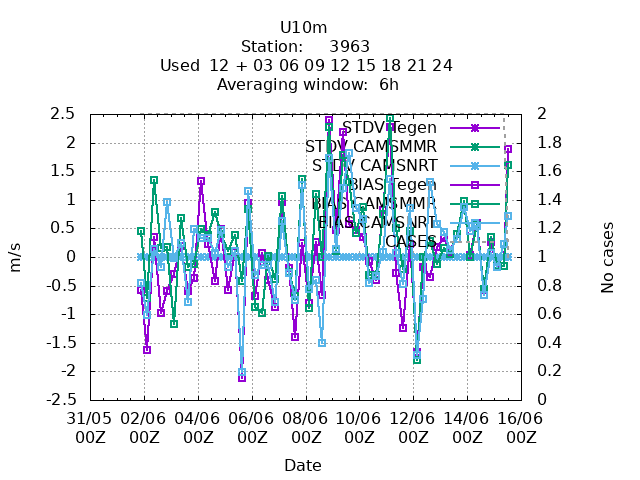 U10m
Station: 3963
Used 12 + 03 06 09 12 15 18 21 24
Averaging window: 6h
2.5
2
1.5
1
0.5
0
-0.5
-1
-1.5
-2
-2.5
m/s
STDV Tegen
STDV CAMSMMR
STDV CAMSNRT
BIAS Tegen
BIAS CAMSMMR
BIAS CAMSNRT
CASES
2
1.8
1.6
1.4
1.2
1
0.8
0.6
0.4
0.2
0
No cases
31/05 02/06 04/06 06/06 08/06 10/06 12/06 14/06 16/06
00Z 00Z 00Z 00Z 00Z 00Z 00Z 00Z 00Z
Date